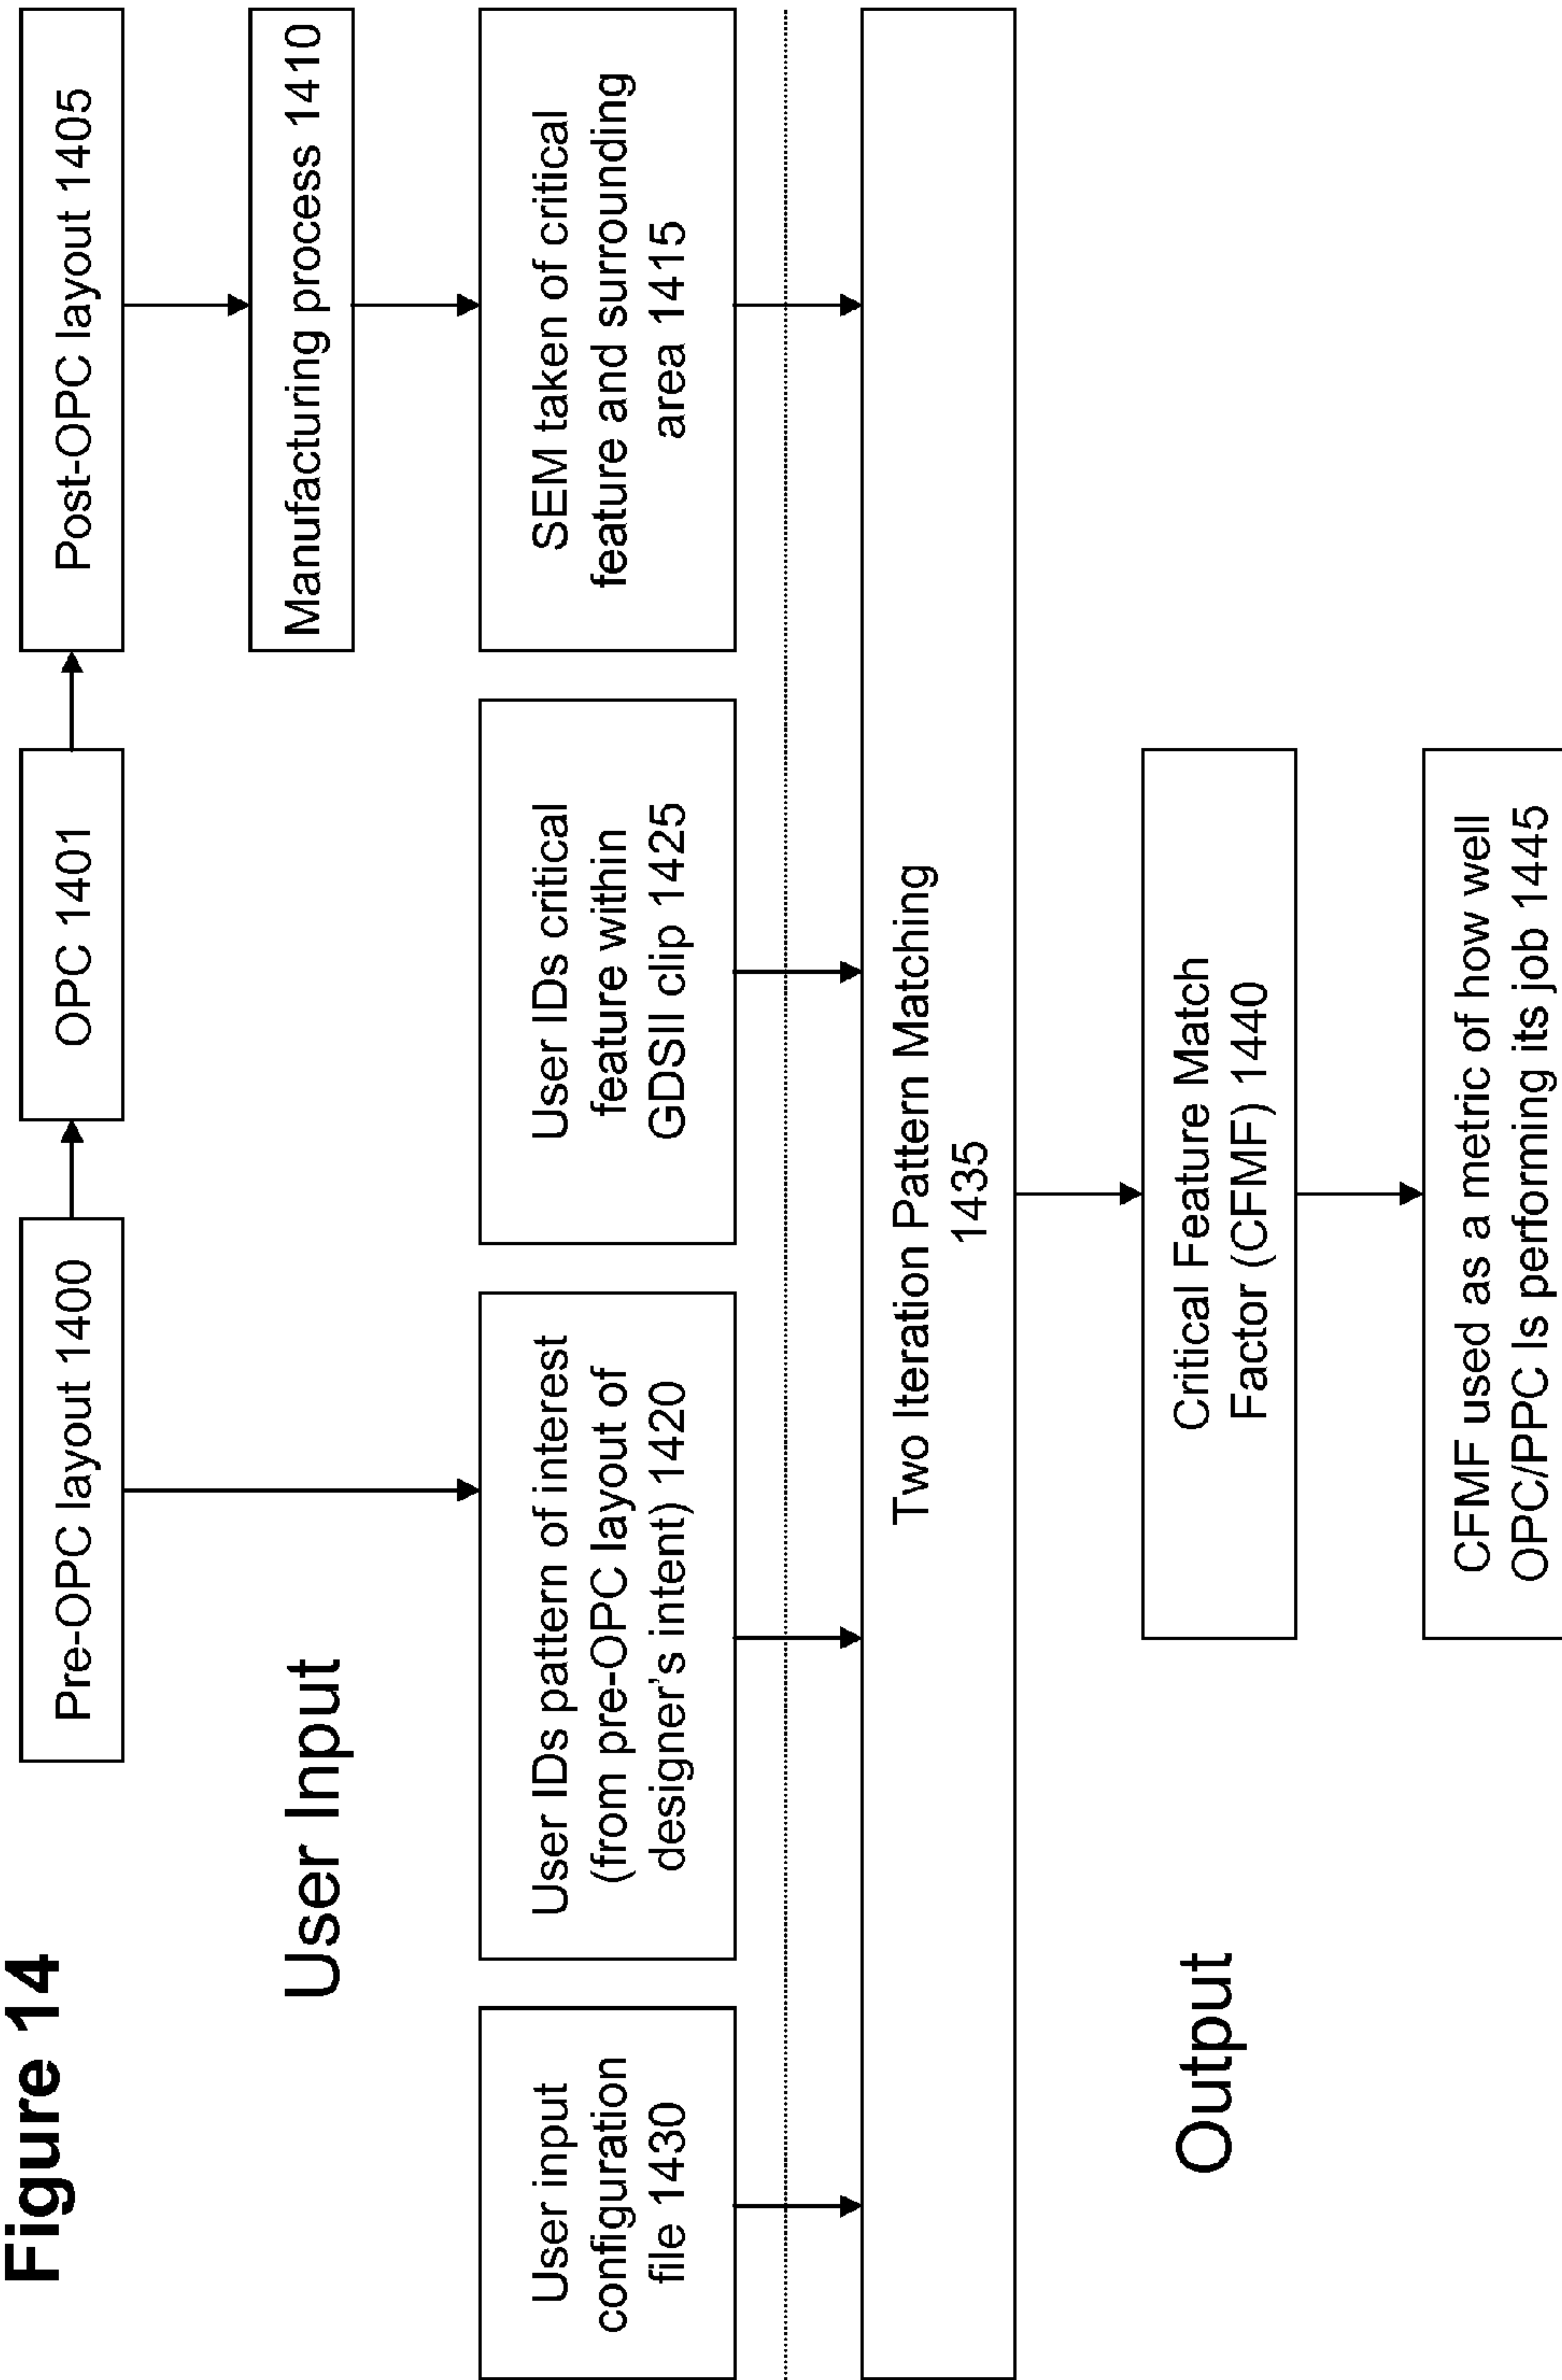 Figure 14
Pre-OPC layout 1400
OPC 1401
Post-OPC layout 1405
User Input
Manufacturing process 1410
User input
configuration
file 1430
User IDs pattern of interest
(from pre-OPC layout of
designer's intent) 1420
User IDs critical
feature within
GDSII clip 1425
SEM taken of critical
feature and surrounding
area 1415
Two Iteration Pattern Matching
1435
Output
Critical Feature Match
Factor (CFMF) 1440
CFMF used as a metric of how well
OPC/PPC Is performing its job 1445